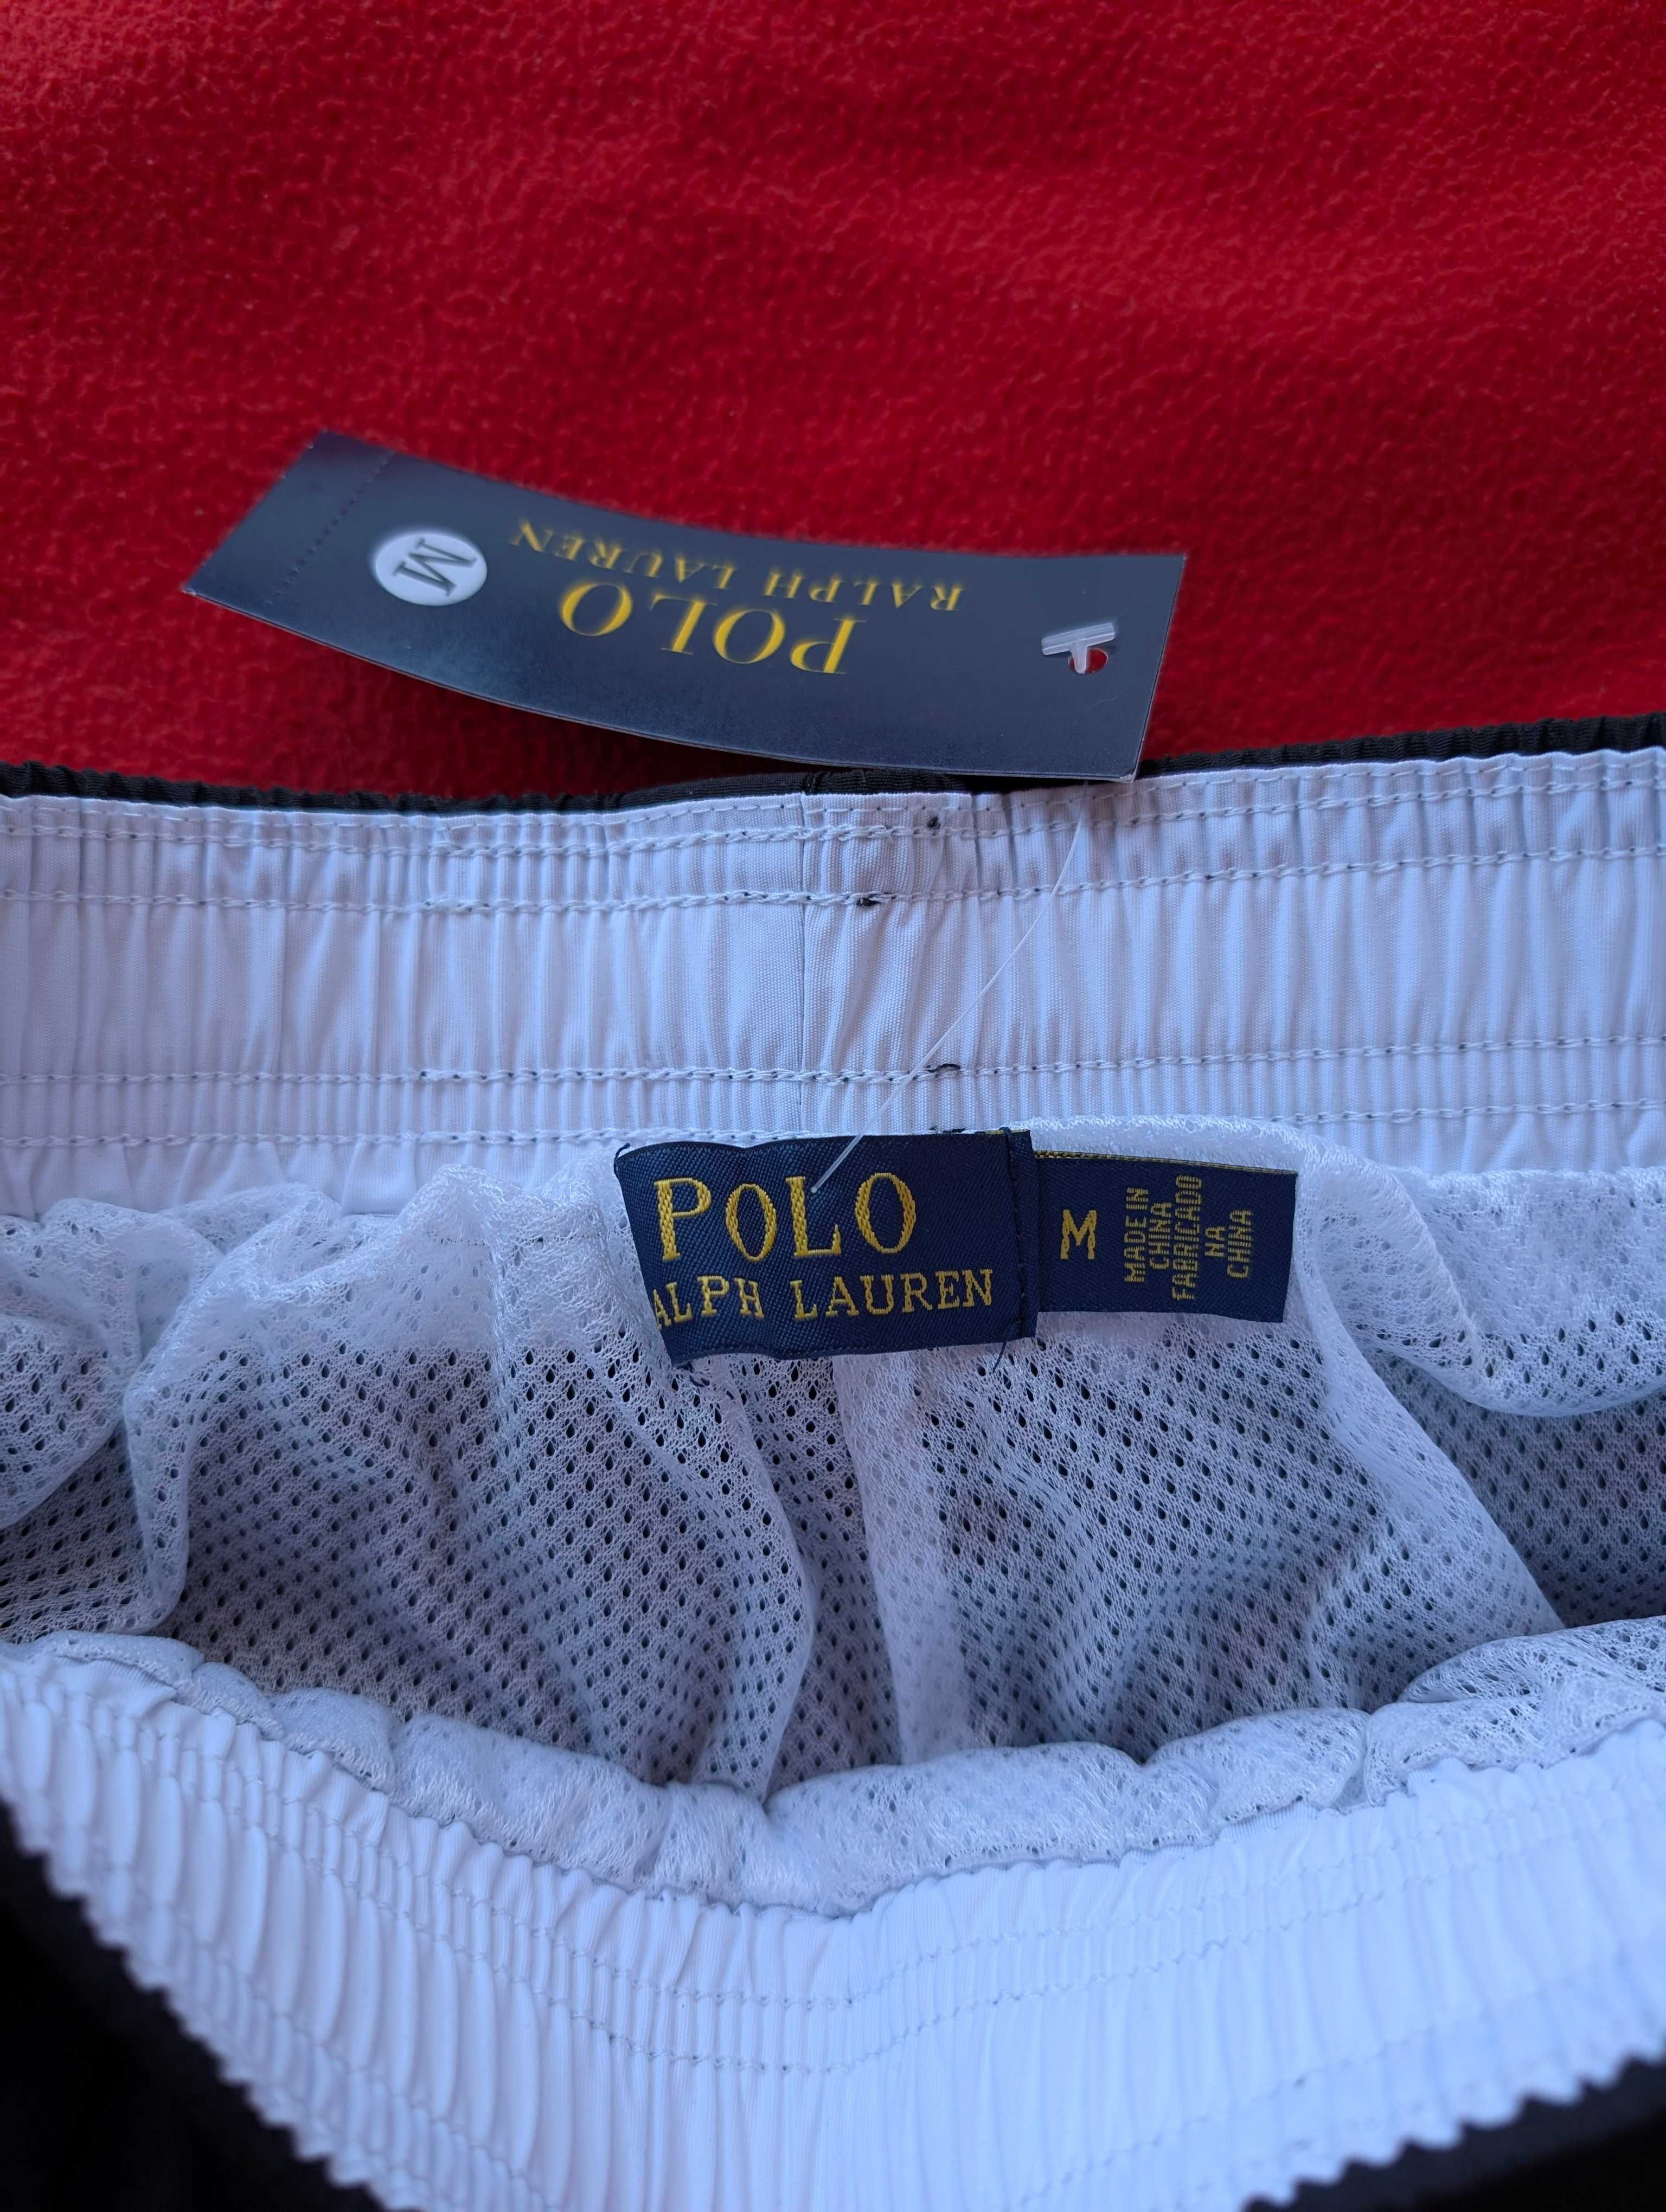 POLO
RALPH LAUREN
M
POLO
ALPH LAUREN
M
MADE IN
CHINA
FABRICADO
NA
CHINA